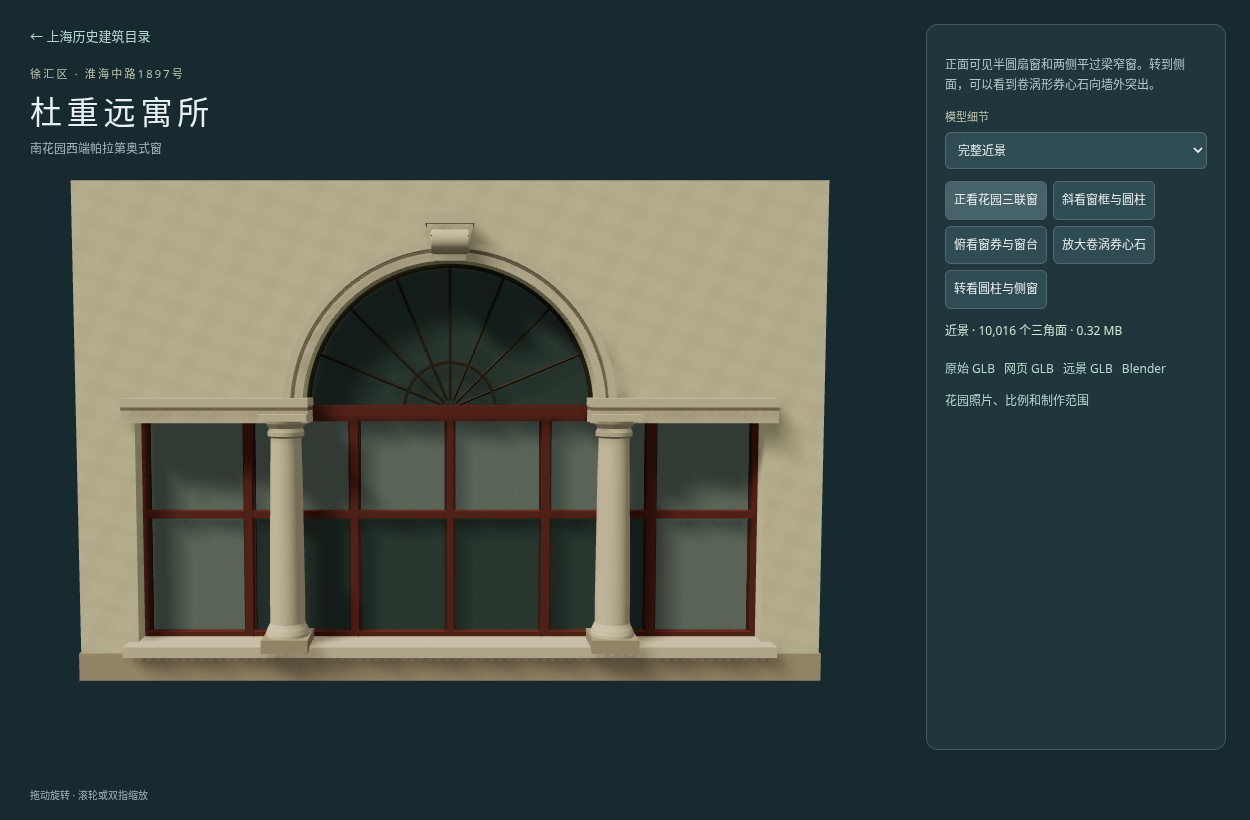 ← 上海历史建筑目录
徐汇区 · 淮海中路1897号
杜重远寓所
南花园西端帕拉第奥式窗
正面可见半圆扇窗和两侧平过梁窄窗。转到侧
面，可以看到卷涡形券心石向墙外突出。
模型细节
完整近景
正看花园三联窗 斜看窗框与圆柱
俯看窗券与窗台 放大卷涡券心石
转看圆柱与侧窗
近景 · 10,016 个三角面 · 0.32 MB
原始 GLB 网页 GLB 远景 GLB Blender
花园照片、比例和制作范围
拖动旋转 · 滚轮或双指缩放